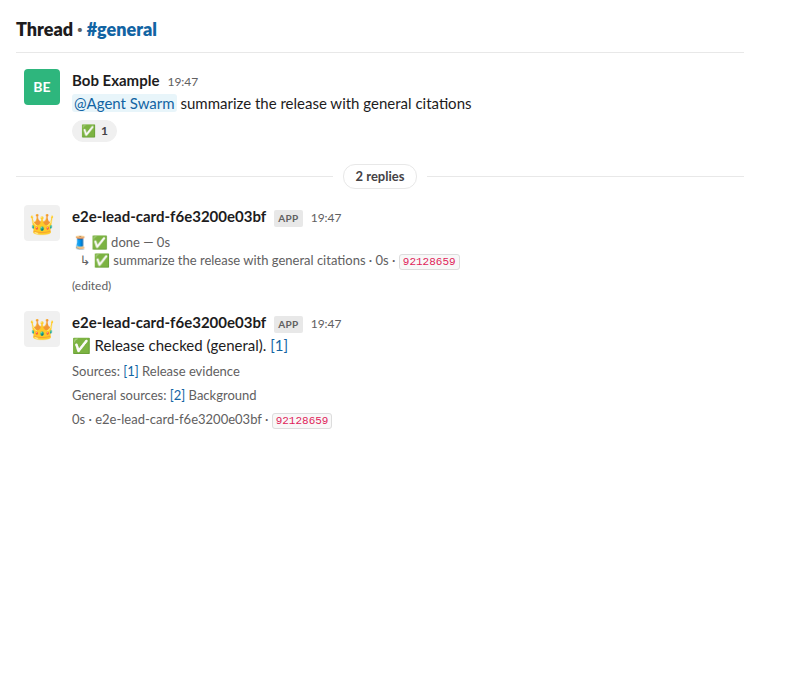 Thread • #general
BE
Bob Example 19:47
@Agent Swarm summarize the release with general citations
✅ 1
2 replies
e2e-lead-card-f6e3200e03bf APP 19:47
🧵 ✅ done — 0s
↳ ✅ summarize the release with general citations · 0s · 92128659
(edited)
e2e-lead-card-f6e3200e03bf APP 19:47
✅ Release checked (general). [1]
Sources: [1] Release evidence
General sources: [2] Background
0s · e2e-lead-card-f6e3200e03bf · 92128659